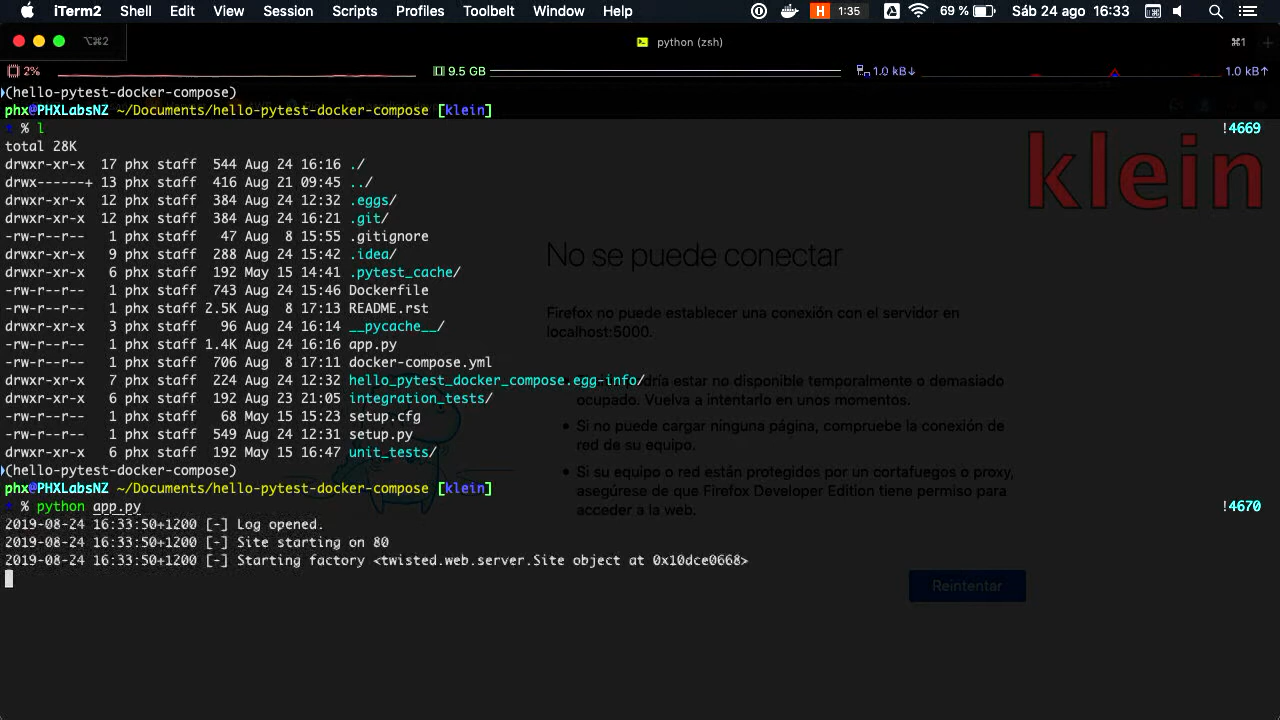 iTerm2 Shell Edit View Session Scripts Profiles Toolbelt Window Help H 1:35 69 % Sáb 24 ago 16:33
⌥⌘2 python (zsh) ⌘1
2% 9.5 GB 1.0 kB↓ 1.0 kB↑
(hello-pytest-docker-compose)
phx@PHXLabsNZ ~/Documents/hello-pytest-docker-compose [klein]
% l !4669
total 28K
drwxr-xr-x 17 phx staff 544 Aug 24 16:16 ./
drwx------+ 13 phx staff 416 Aug 21 09:45 ../
drwxr-xr-x 12 phx staff 384 Aug 24 12:32 .eggs/
drwxr-xr-x 12 phx staff 384 Aug 24 16:21 .git/
-rw-r--r-- 1 phx staff 47 Aug 8 15:55 .gitignore
drwxr-xr-x 9 phx staff 288 Aug 24 15:42 .idea/
drwxr-xr-x 6 phx staff 192 May 15 14:41 .pytest_cache/
-rw-r--r-- 1 phx staff 743 Aug 24 15:46 Dockerfile
-rw-r--r-- 1 phx staff 2.5K Aug 8 17:13 README.rst
drwxr-xr-x 3 phx staff 96 Aug 24 16:14 __pycache__/
-rw-r--r-- 1 phx staff 1.4K Aug 24 16:16 app.py
-rw-r--r-- 1 phx staff 706 Aug 8 17:11 docker-compose.yml
drwxr-xr-x 7 phx staff 224 Aug 24 12:32 hello_pytest_docker_compose.egg-info/
drwxr-xr-x 6 phx staff 192 Aug 23 21:05 integration_tests/
-rw-r--r-- 1 phx staff 68 May 15 15:23 setup.cfg
-rw-r--r-- 1 phx staff 549 Aug 24 12:31 setup.py
drwxr-xr-x 6 phx staff 192 May 15 16:47 unit_tests/
(hello-pytest-docker-compose)
phx@PHXLabsNZ ~/Documents/hello-pytest-docker-compose [klein]
% python app.py !4670
2019-08-24 16:33:50+1200 [-] Log opened.
2019-08-24 16:33:50+1200 [-] Site starting on 80
2019-08-24 16:33:50+1200 [-] Starting factory <twisted.web.server.Site object at 0x10dce0668>
klein
No se puede conectar
Firefox no puede establecer una conexión con el servidor en
localhost:5000.
dría estar no disponible temporalmente o demasiado
ocupado. Vuelva a intentarlo en unos momentos.
Si no puede cargar ninguna página, compruebe la conexión de
red de su equipo.
Si su equipo o red están protegidos por un cortafuegos o proxy,
asegúrese de que Firefox Developer Edition tiene permiso para
acceder a la web.
Reintentar